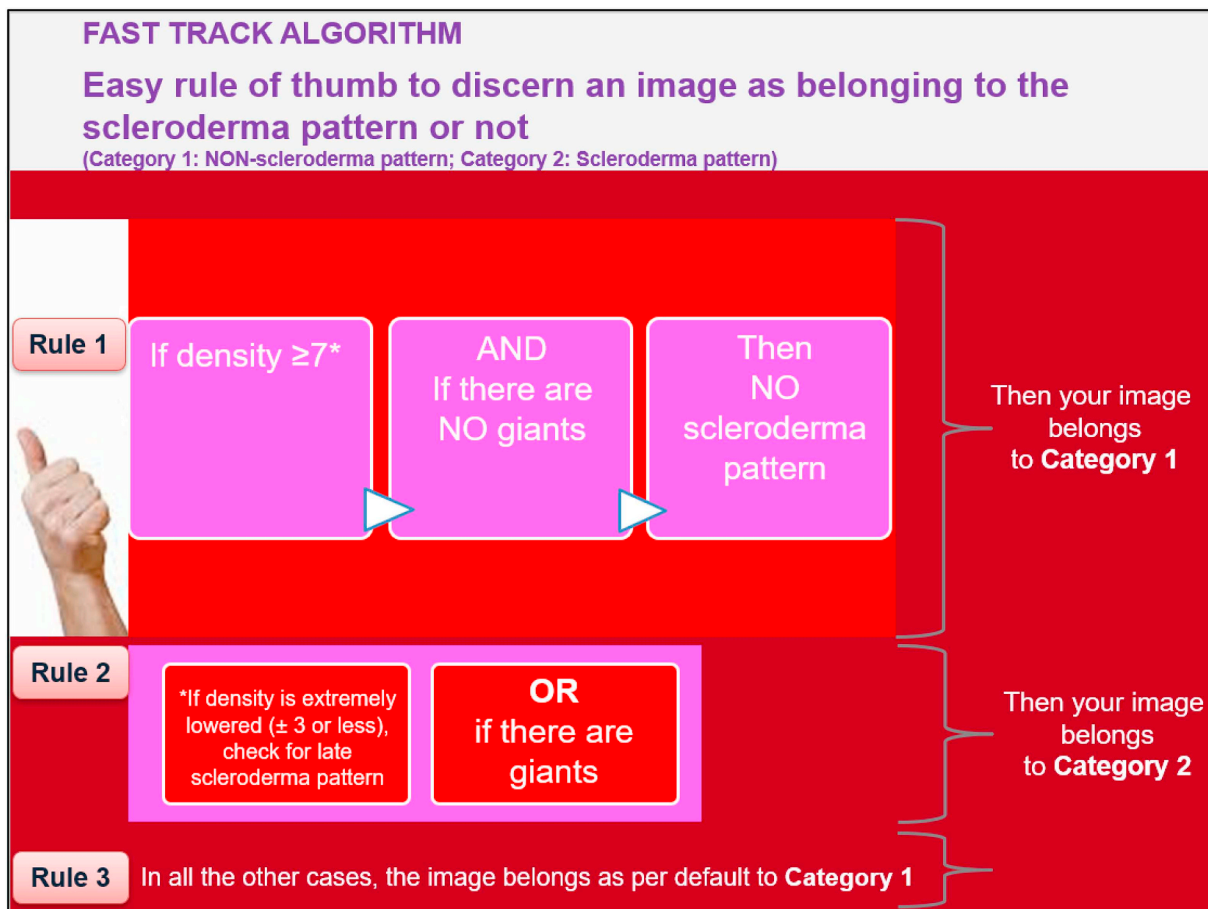 FAST TRACK ALGORITHM
Easy rule of thumb to discern an image as belonging to the
scleroderma pattern or not
(Category 1: NON-scleroderma pattern; Category 2: Scleroderma pattern)
Rule 1
If density ≥7*
AND
If there are
NO giants
Then
NO
scleroderma
pattern
Then your image
belongs
to Category 1
Rule 2
*If density is extremely
lowered (± 3 or less),
check for late
scleroderma pattern
OR
if there are
giants
Then your image
belongs
to Category 2
Rule 3
In all the other cases, the image belongs as per default to Category 1